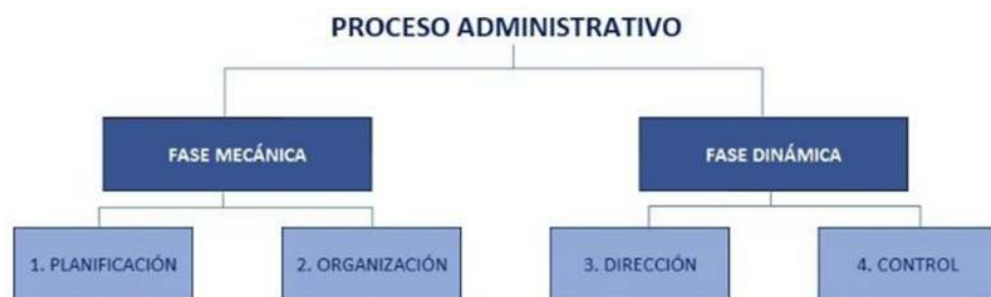 PROCESO ADMINISTRATIVO
FASE MECÁNICA
FASE DINÁMICA
1. PLANIFICACIÓN
2. ORGANIZACIÓN
3. DIRECCIÓN
4. CONTROL